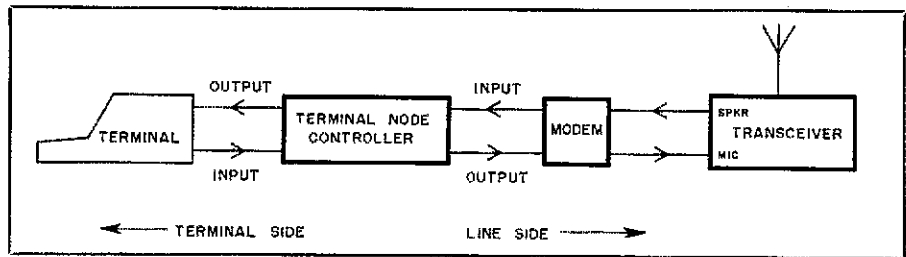 OUTPUT
INPUT
TERMINAL
TERMINAL NODE
CONTROLLER
MODEM
SPKR
TRANSCEIVER
MIC
INPUT
OUTPUT
TERMINAL SIDE
LINE SIDE